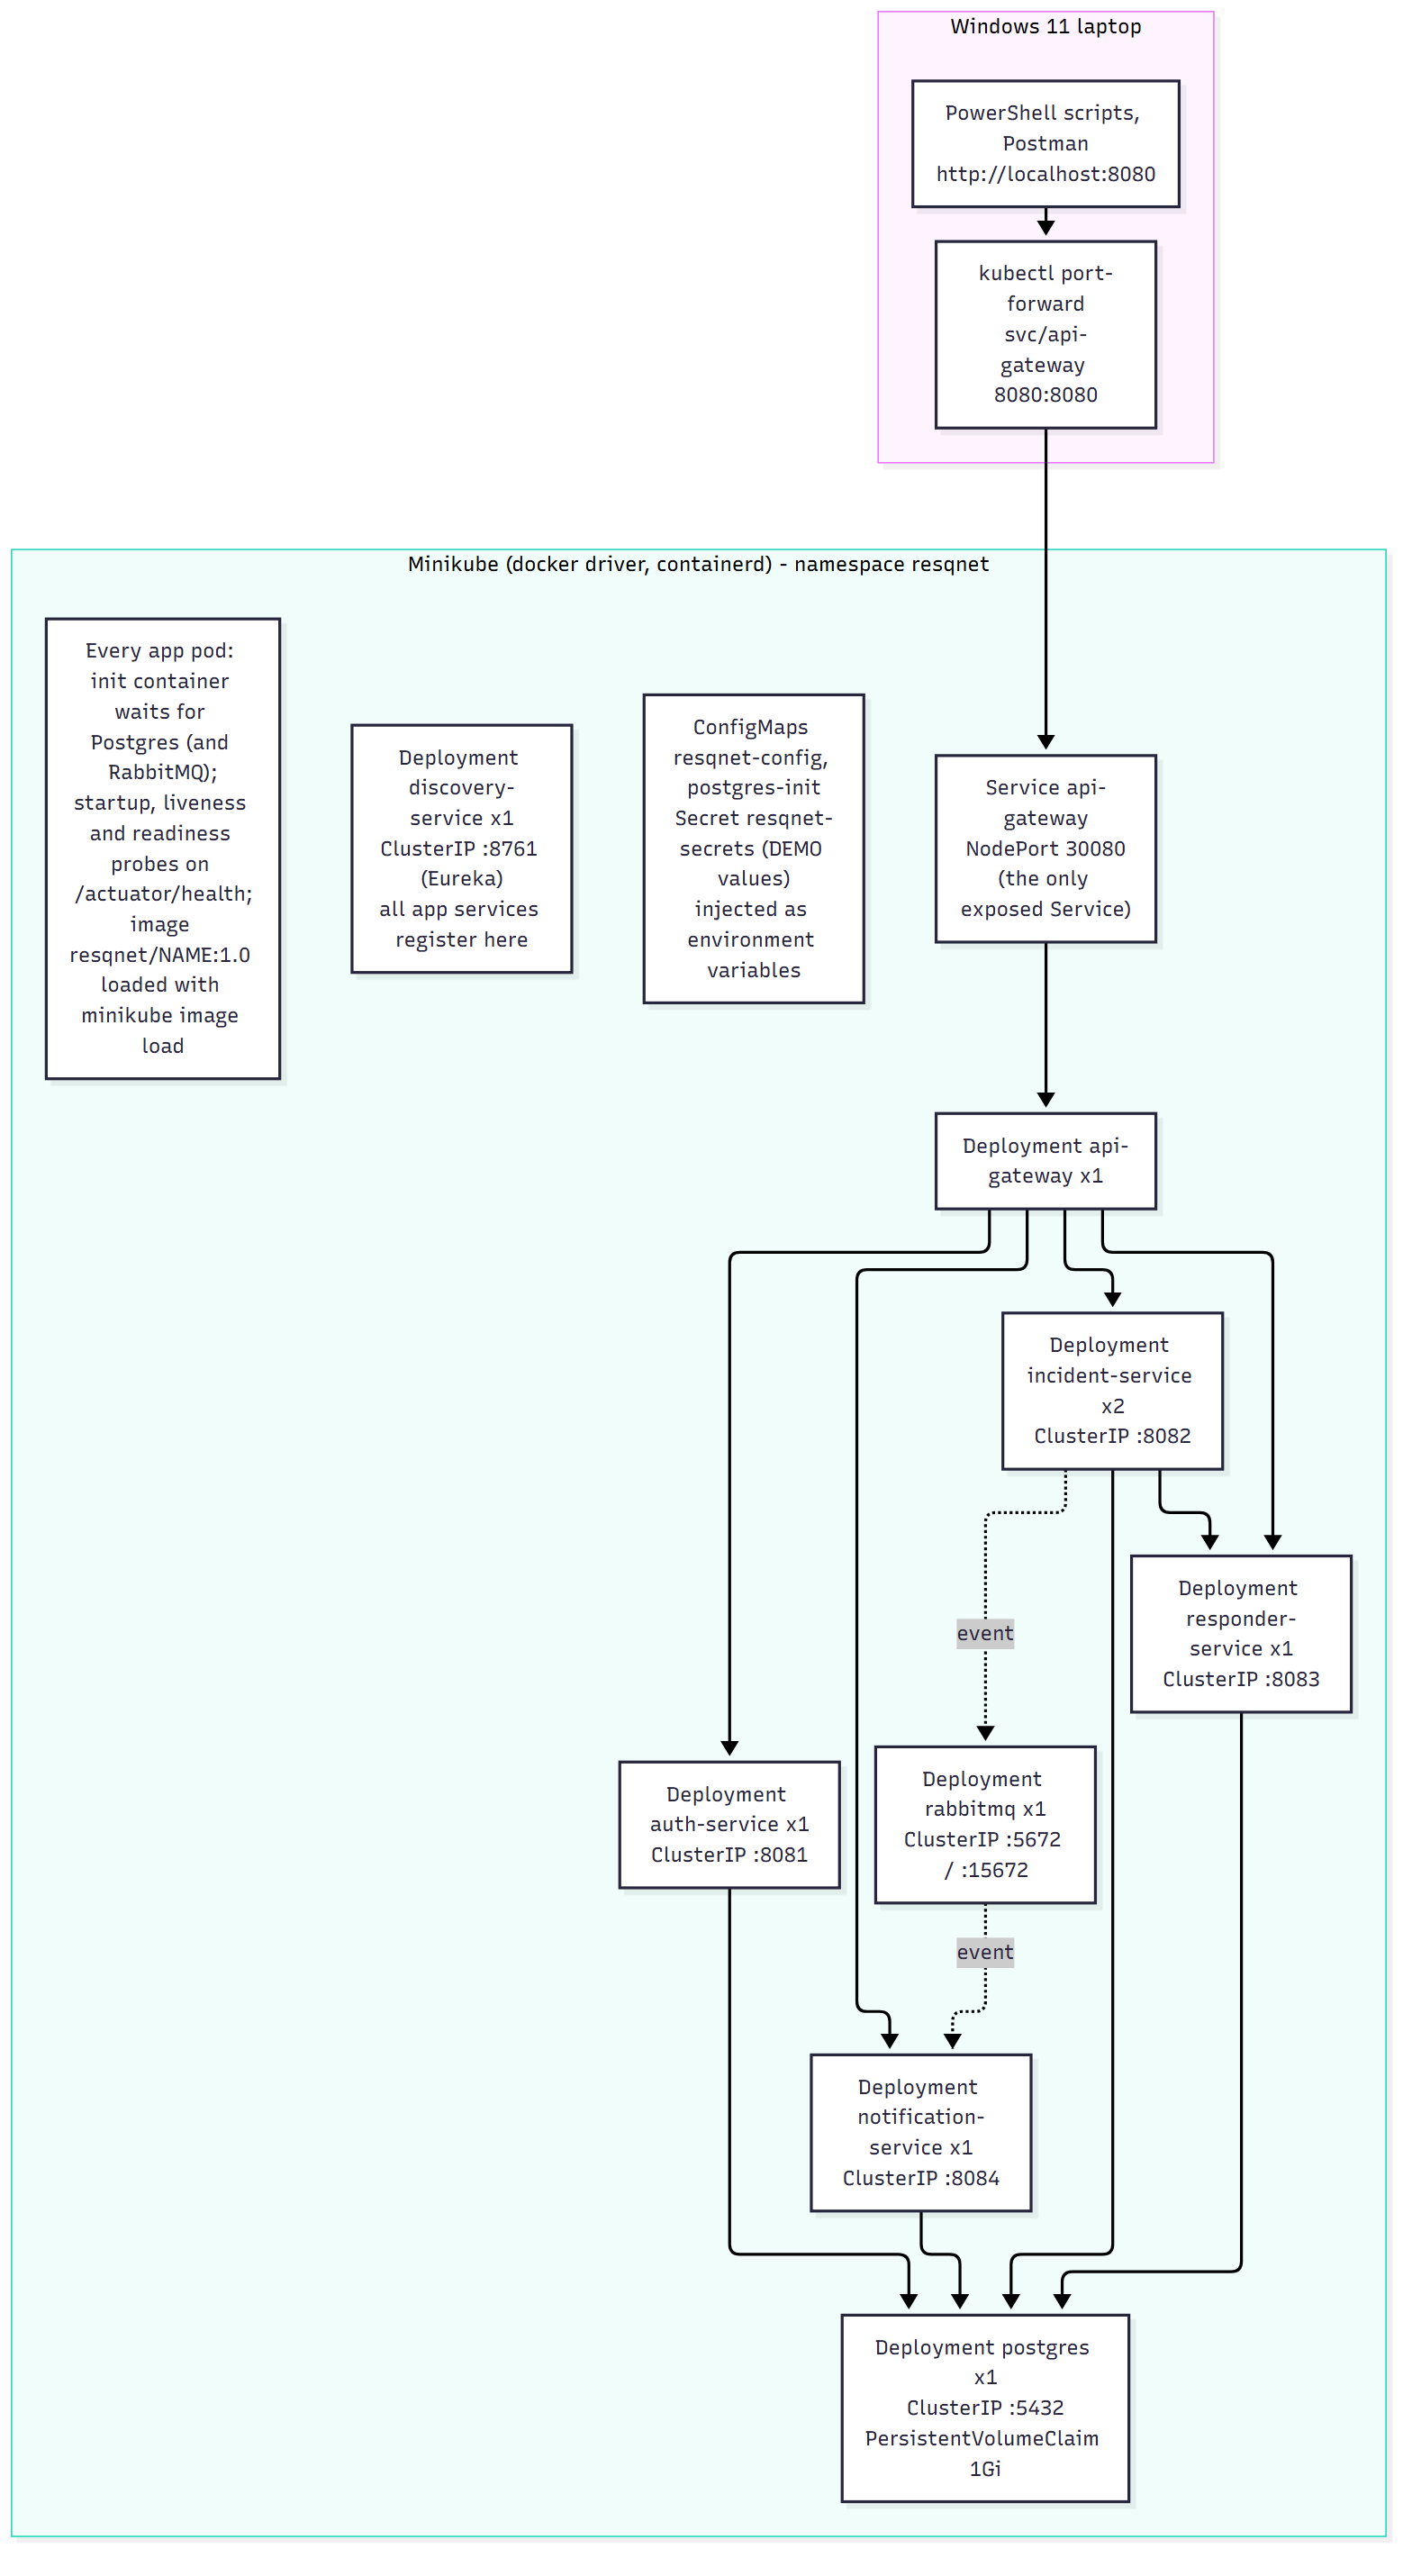 Windows 11 laptop
PowerShell scripts,
Postman
http://localhost:8080
kubectl port-
forward
svc/api-
gateway
8080:8080
Minikube (docker driver, containerd) - namespace resqnet
Every app pod:
init container
waits for
Postgres (and
RabbitMQ);
startup, liveness
and readiness
probes on
/actuator/health;
image
resqnet/NAME:1.0
loaded with
minikube image
load
Deployment
discovery-
service x1
ClusterIP :8761
(Eureka)
all app services
register here
ConfigMaps
resqnet-config,
postgres-init
Secret resqnet-
secrets (DEMO
values)
injected as
environment
variables
Service api-
gateway
NodePort 30080
(the only
exposed Service)
Deployment api-
gateway x1
Deployment
incident-service
x2
ClusterIP :8082
event
Deployment
responder-
service x1
ClusterIP :8083
Deployment
auth-service x1
ClusterIP :8081
Deployment
rabbitmq x1
ClusterIP :5672
/ :15672
event
Deployment
notification-
service x1
ClusterIP :8084
Deployment postgres
x1
ClusterIP :5432
PersistentVolumeClaim
1Gi